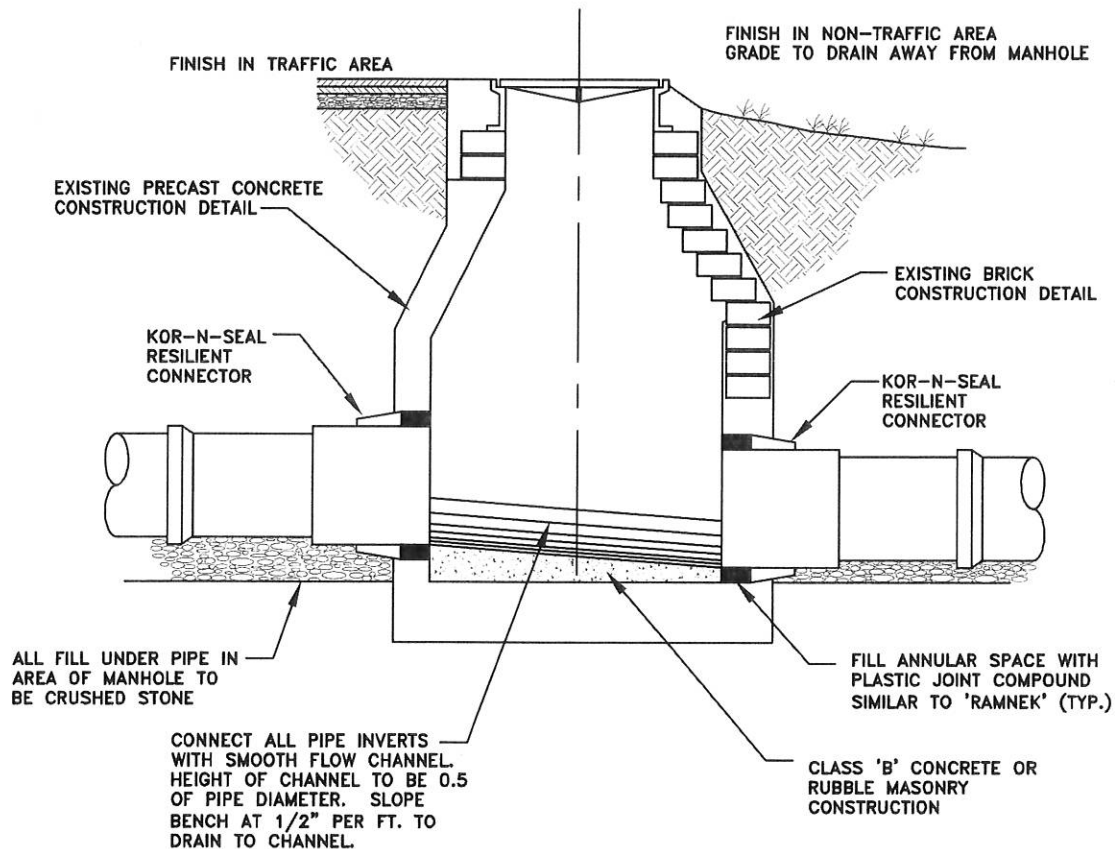 FINISH IN TRAFFIC AREA
FINISH IN NON-TRAFFIC AREA
GRADE TO DRAIN AWAY FROM MANHOLE
EXISTING PRECAST CONCRETE
CONSTRUCTION DETAIL
EXISTING BRICK
CONSTRUCTION DETAIL
KOR-N-SEAL
RESILIENT
CONNECTOR
KOR-N-SEAL
RESILIENT
CONNECTOR
ALL FILL UNDER PIPE IN
AREA OF MANHOLE TO
BE CRUSHED STONE
FILL ANNULAR SPACE WITH
PLASTIC JOINT COMPOUND
SIMILAR TO 'RAMNEK' (TYP.)
CONNECT ALL PIPE INVERTS
WITH SMOOTH FLOW CHANNEL.
HEIGHT OF CHANNEL TO BE 0.5
OF PIPE DIAMETER. SLOPE
BENCH AT 1/2" PER FT. TO
DRAIN TO CHANNEL.
CLASS 'B' CONCRETE OR
RUBBLE MASONRY
CONSTRUCTION